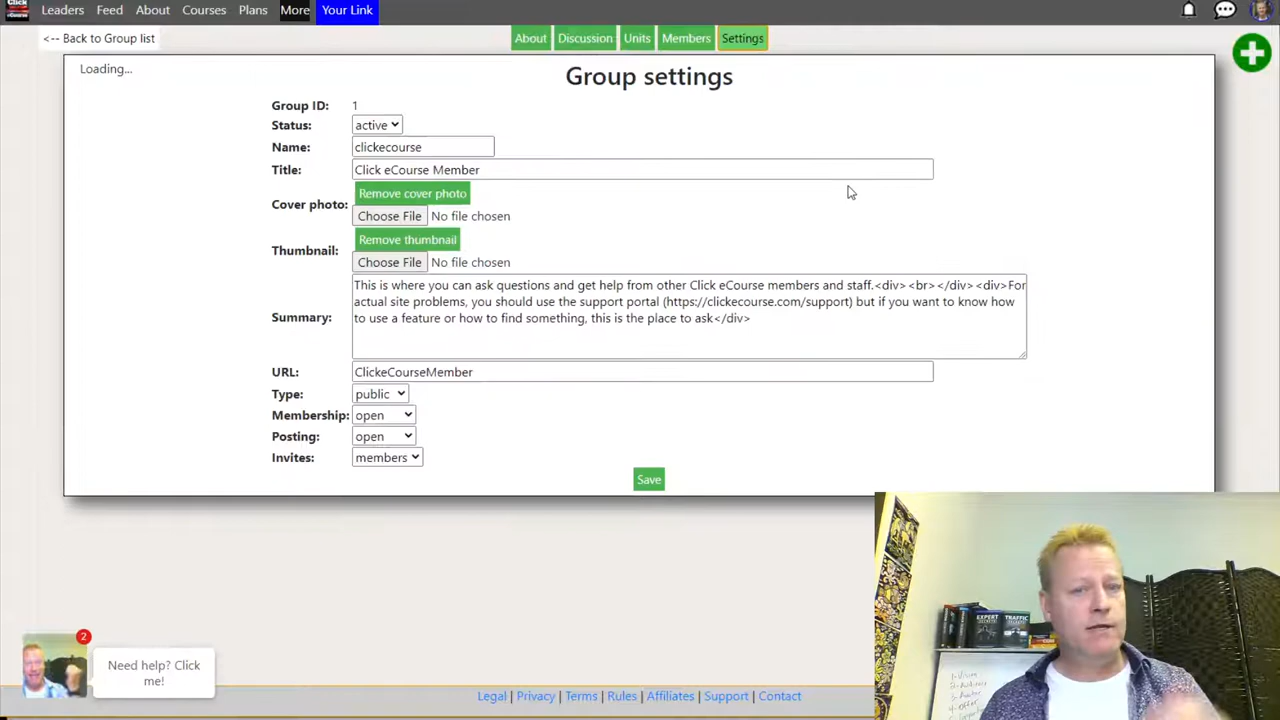 Click
eCourse
Leaders Feed About Courses Plans More Your Link
<-- Back to Group list
About Discussion Units Members Settings
Loading...
Group settings
Group ID: 1
Status: active
Name: clickecourse
Title: Click eCourse Member
Remove cover photo
Cover photo:
Choose File No file chosen
Remove thumbnail
Thumbnail:
Choose File No file chosen
Summary:
This is where you can ask questions and get help from other Click eCourse members and staff.<div><br></div><div>For
actual site problems, you should use the support portal (https://clickecourse.com/support) but if you want to know how
to use a feature or how to find something, this is the place to ask</div>
URL: ClickeCourseMember
Type: public
Membership: open
Posting: open
Invites: members
Save
EXPERT
TRAFFIC
2
Need help? Click
me!
Legal | Privacy | Terms | Rules | Affiliates | Support | Contact